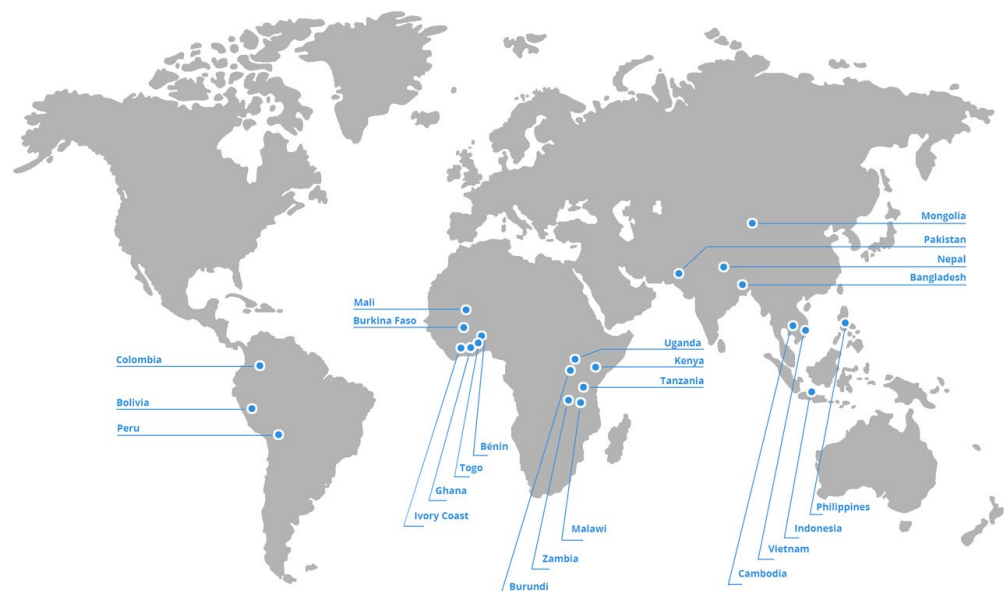 Mongolia
Pakistan
Nepal
Bangladesh
Mali
Burkina Faso
Uganda
Kenya
Tanzania
Colombia
Bolivia
Peru
Bénin
Togo
Ghana
Ivory Coast
Malawi
Zambia
Burundi
Philippines
Indonesia
Vietnam
Cambodia